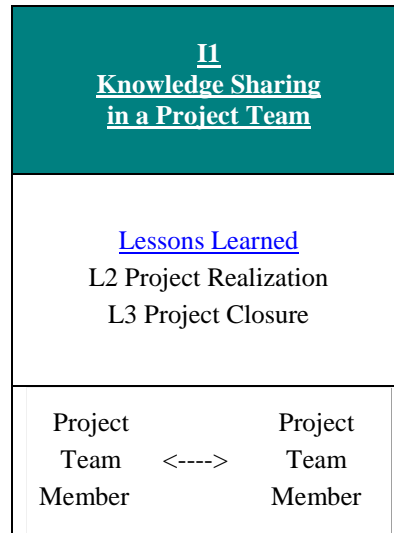 I1
Knowledge Sharing
in a Project Team
Lessons Learned
L2 Project Realization
L3 Project Closure
Project Project
Team <----> Team
Member Member